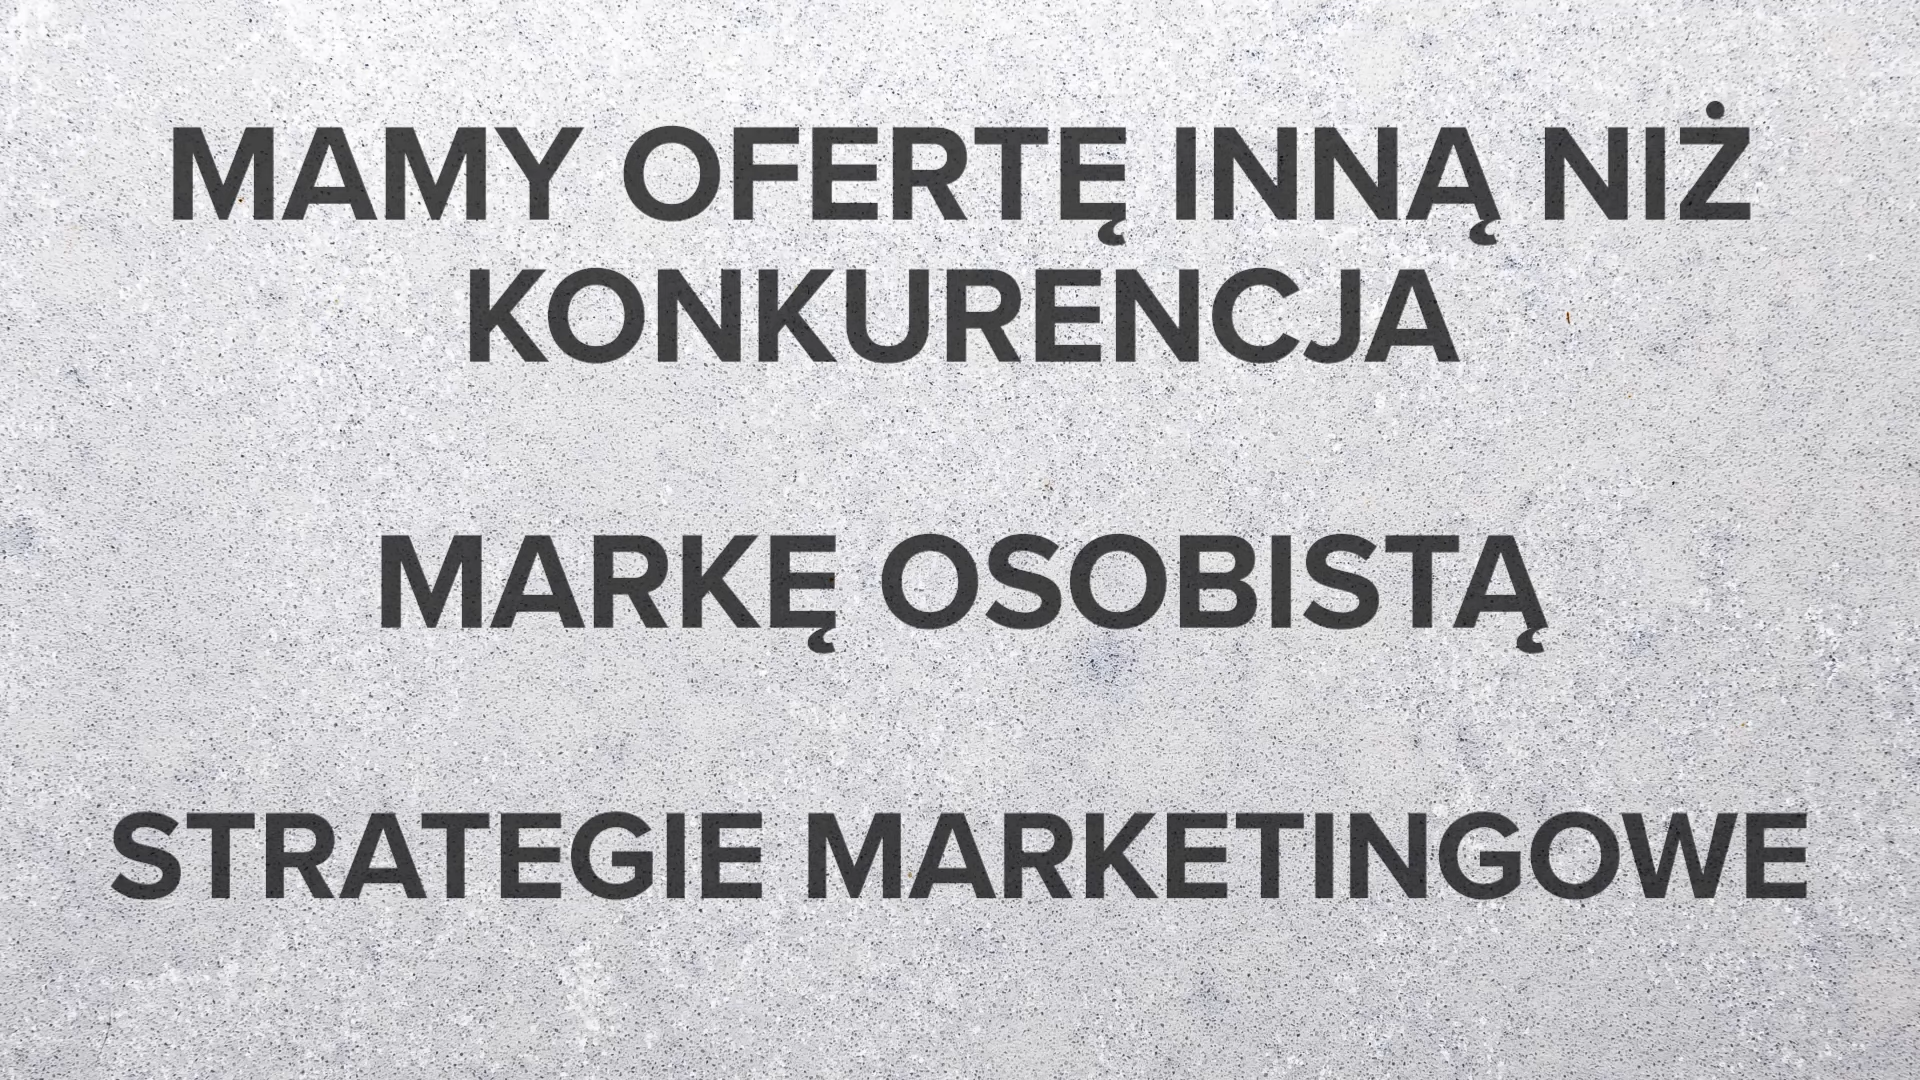 MAMY OFERTĘ INNĄ NIŻ
KONKURENCJA
MARKĘ OSOBISTĄ
STRATEGIE MARKETINGOWE